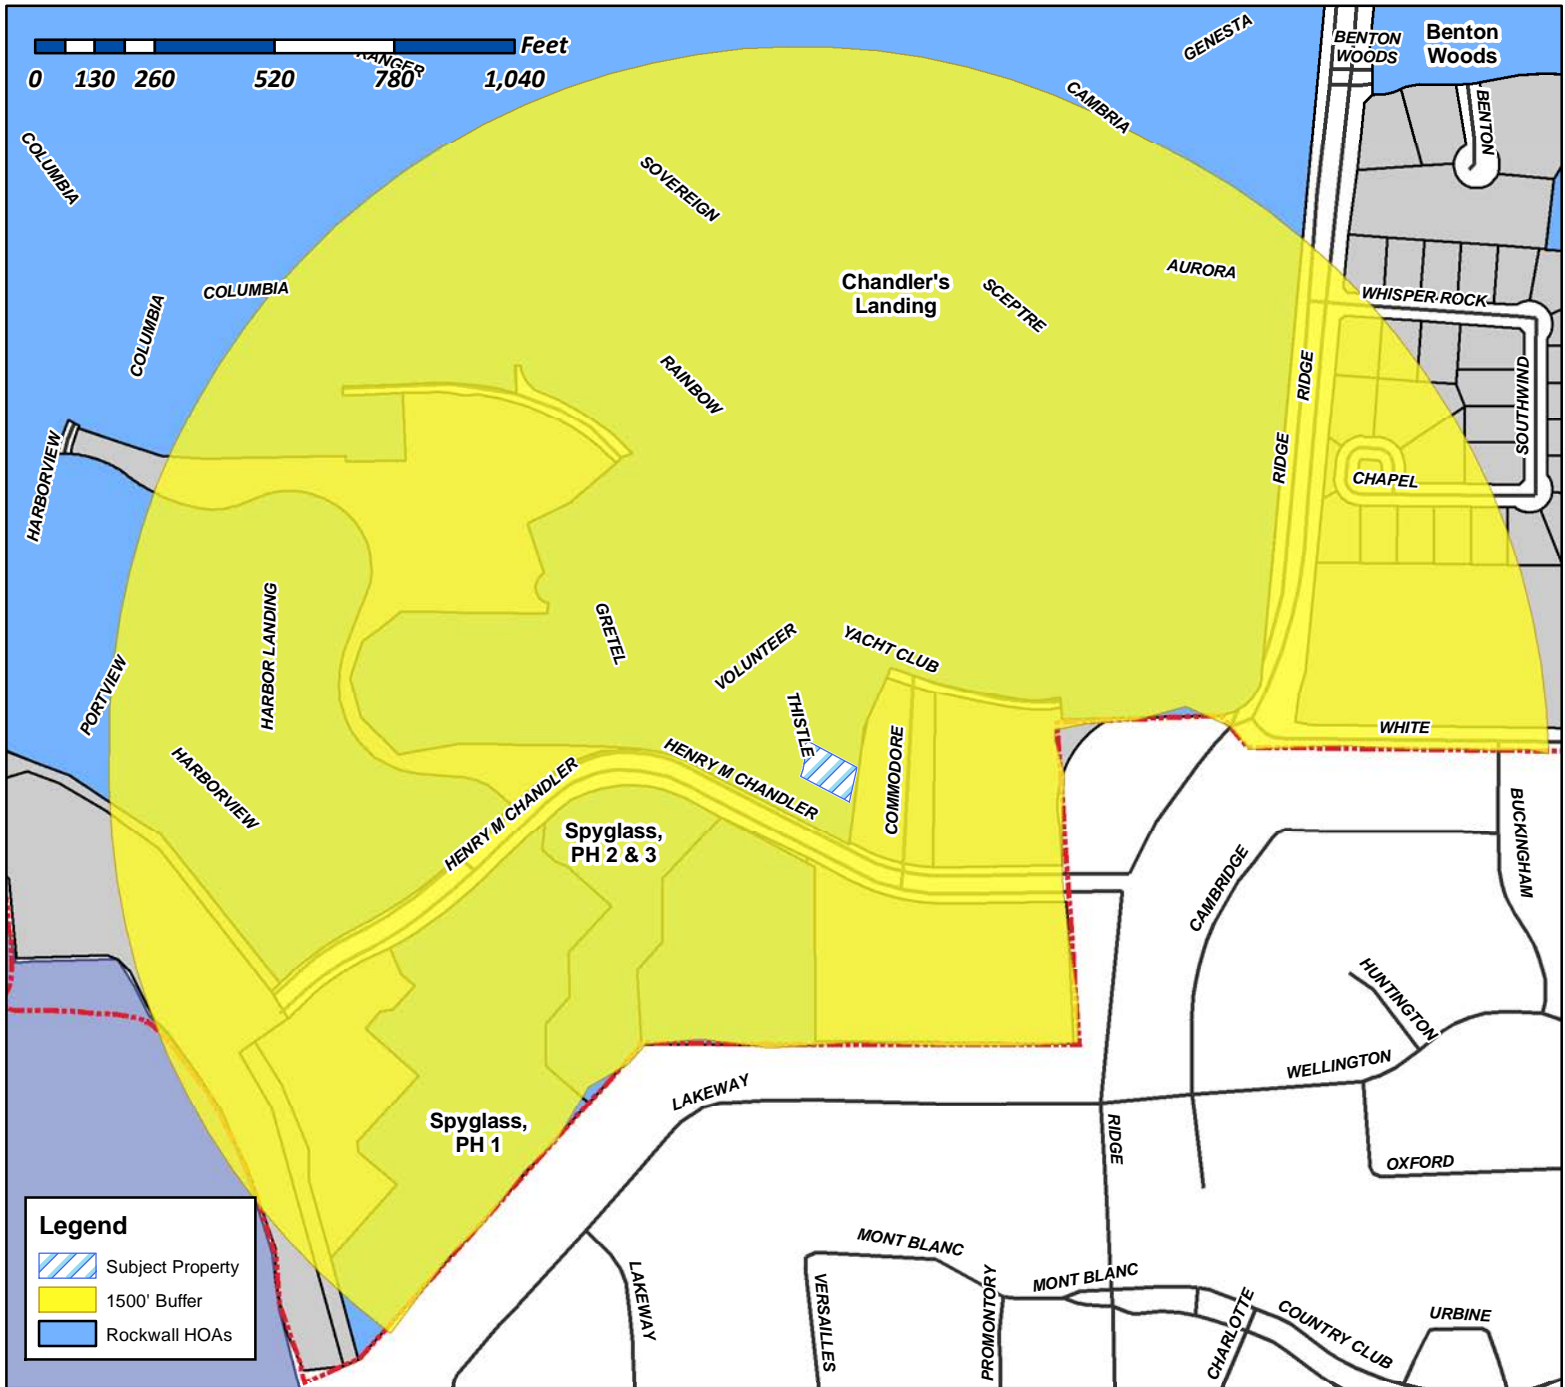 Feet
0 130 260 520 780 1,040
RANGER
GENESTA
BENTON
WOODS
Benton
Woods
BENTON
COLUMBIA
CAMBRIA
SOVEREIGN
AURORA
COLUMBIA
Chandler's
Landing
SCEPTRE
WHISPER ROCK
COLUMBIA
RAINBOW
RIDGE
SOUTHWIND
RIDGE
CHAPEL
HARBORVIEW
HARBOR LANDING
GRETEL
VOLUNTEER
YACHT CLUB
PORTVIEW
THISTLE
WHITE
HENRY M CHANDLER
COMMODORE
HARBORVIEW
HENRY M CHANDLER
Spyglass,
PH 2 & 3
BUCKINGHAM
CAMBRIDGE
HUNTINGTON
WELLINGTON
LAKEWAY
Spyglass,
PH 1
RIDGE
OXFORD
Legend
Subject Property
1500' Buffer
Rockwall HOAs
MONT BLANC
MONT BLANC
LAKEWAY
VERSAILLES
PROMONTORY
CHARLOTTE
COUNTRY CLUB
URBINE